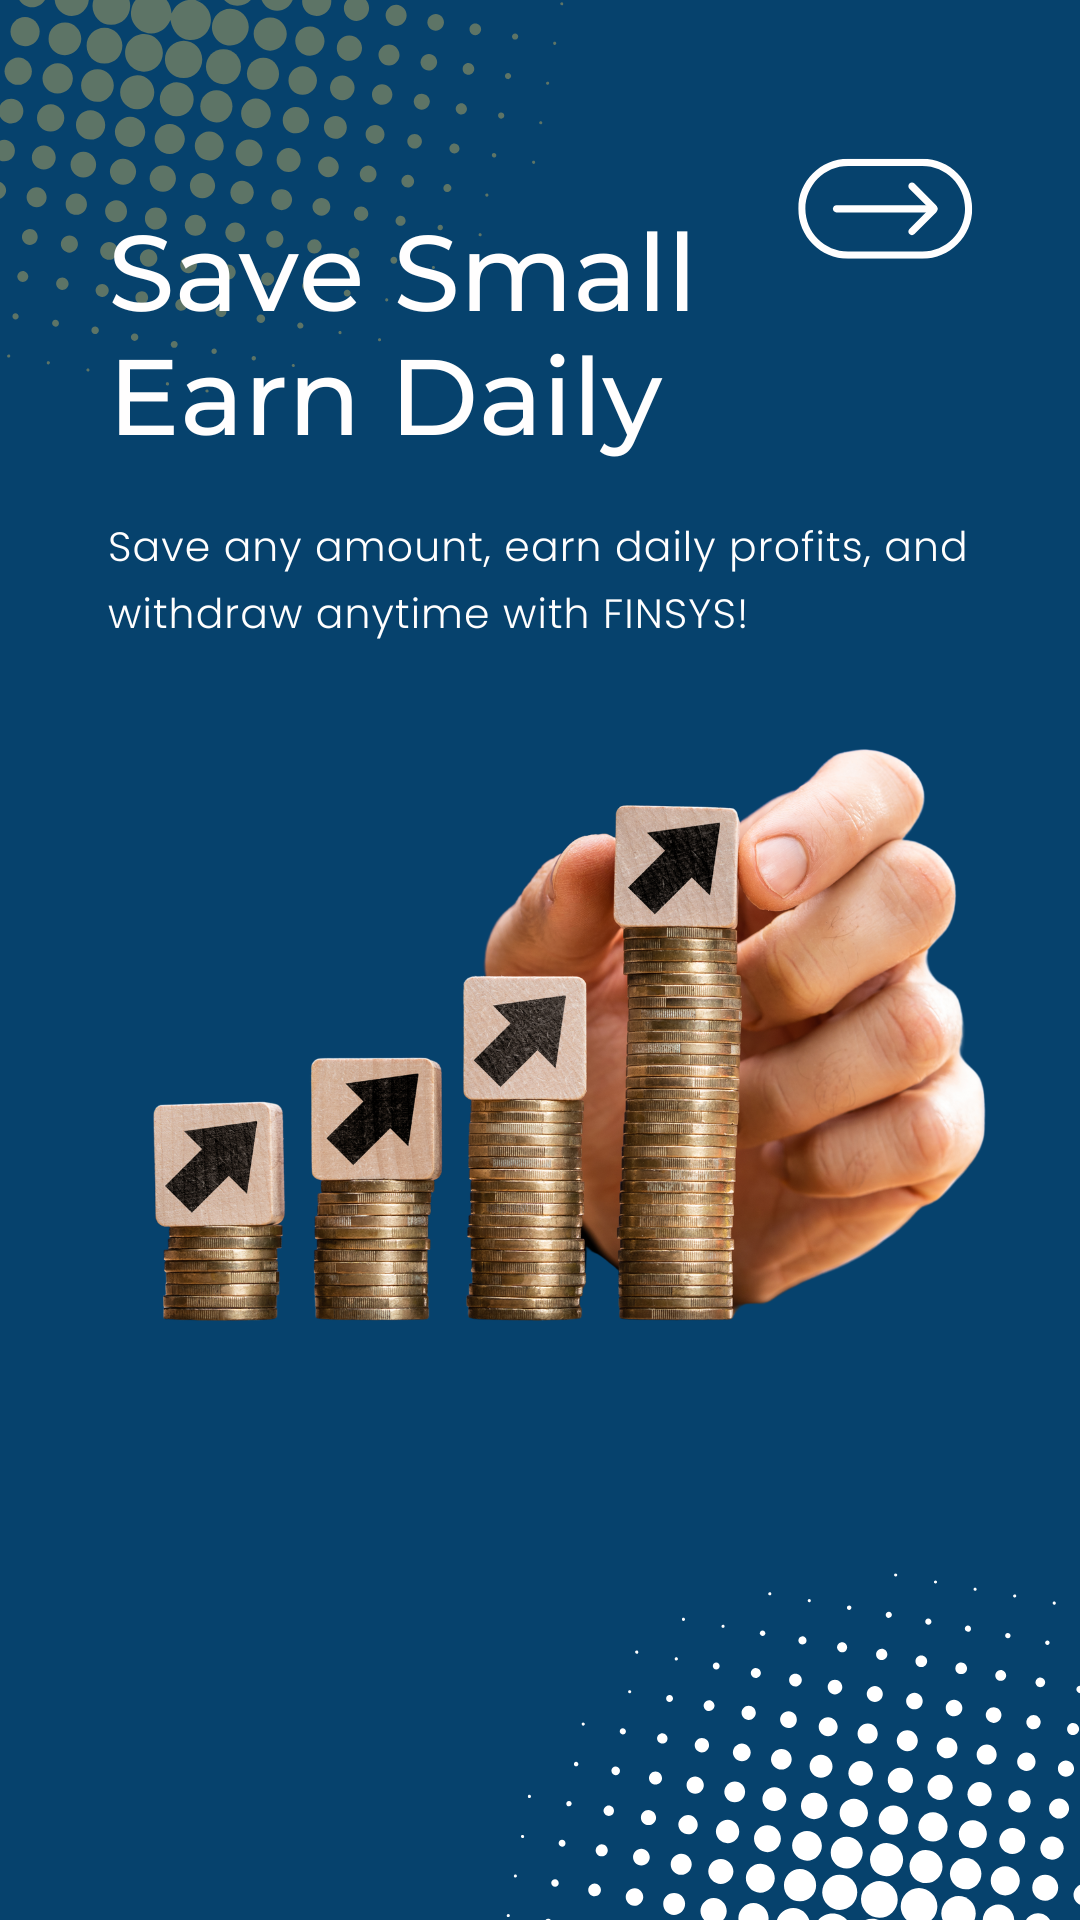 Save Small
Earn Daily
Save any amount, earn daily profits, and
withdraw anytime with FINSYS!